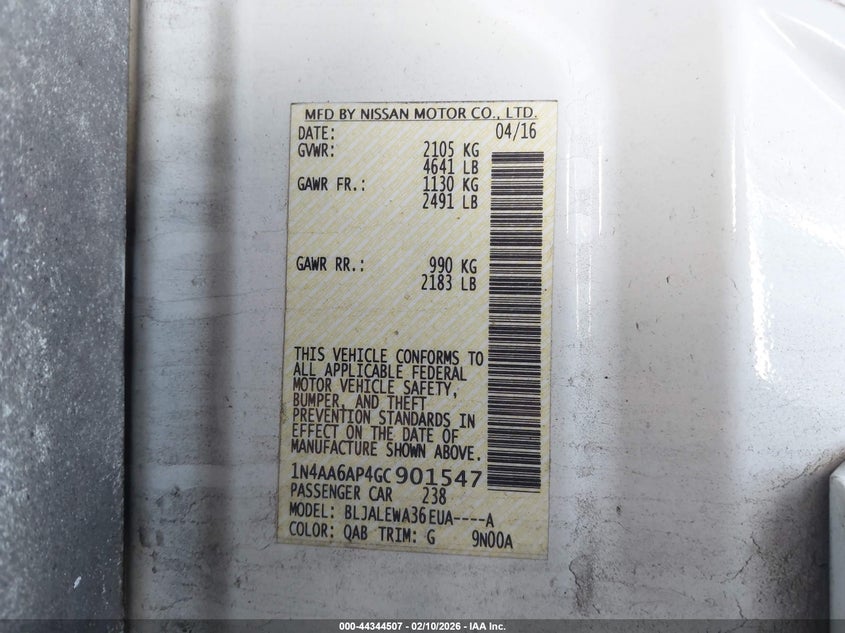 MFD BY NISSAN MOTOR CO., LTD.
DATE: 04/16
GVWR: 2105 KG
4641 LB
GAWR FR.: 1130 KG
2491 LB
GAWR RR.: 990 KG
2183 LB
THIS VEHICLE CONFORMS TO
ALL APPLICABLE FEDERAL
MOTOR VEHICLE SAFETY,
BUMPER, AND THEFT
PREVENTION STANDARDS IN
EFFECT ON THE DATE OF
MANUFACTURE SHOWN ABOVE.
1N4AA6AP4GC901547
PASSENGER CAR 238
MODEL: BLJALEWA36EUA----A
COLOR: QAB TRIM: G 9N00A
000-44344507 - 02/10/2026 - IAA Inc.